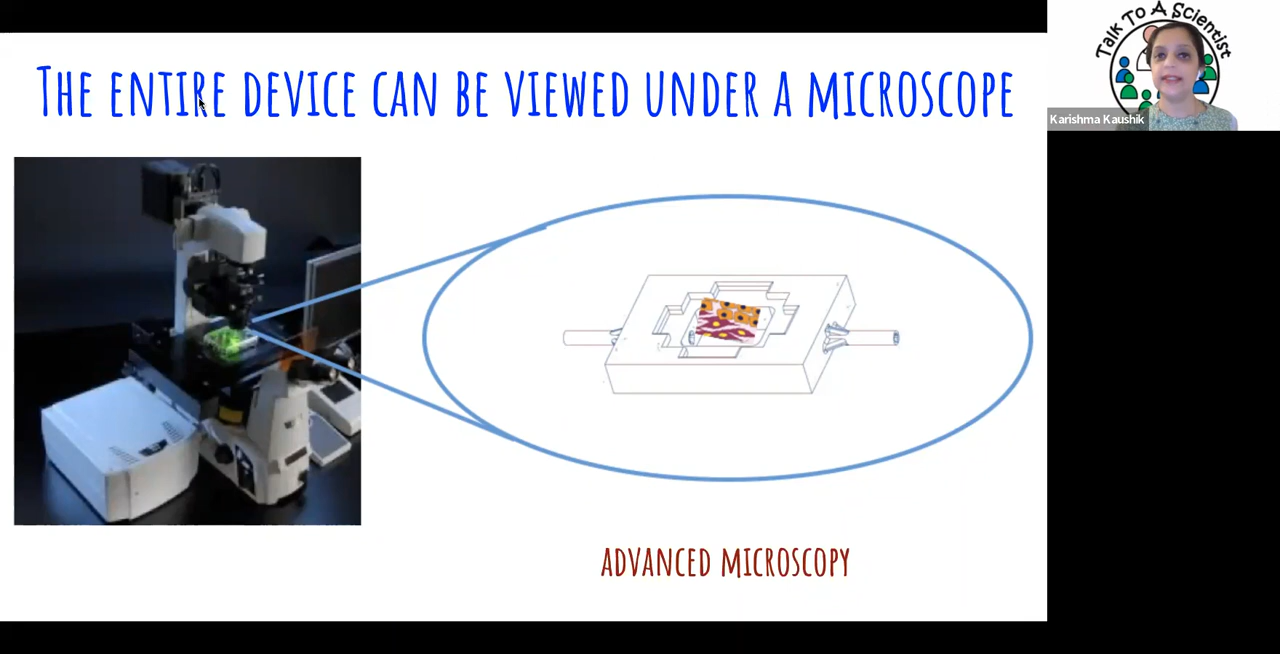 THE ENTIRE DEVICE CAN BE VIEWED UNDER A MICROSCOPE
Talk To A Scientist
Karishma Kaushik
ADVANCED MICROSCOPY